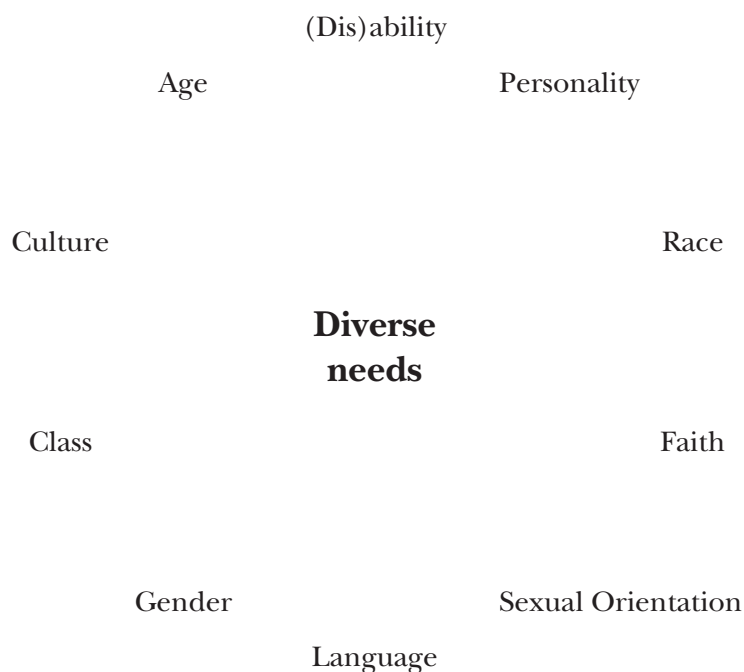 (Dis)ability
Age
Personality
Culture
Race
Diverse
needs
Class
Faith
Gender
Sexual Orientation
Language